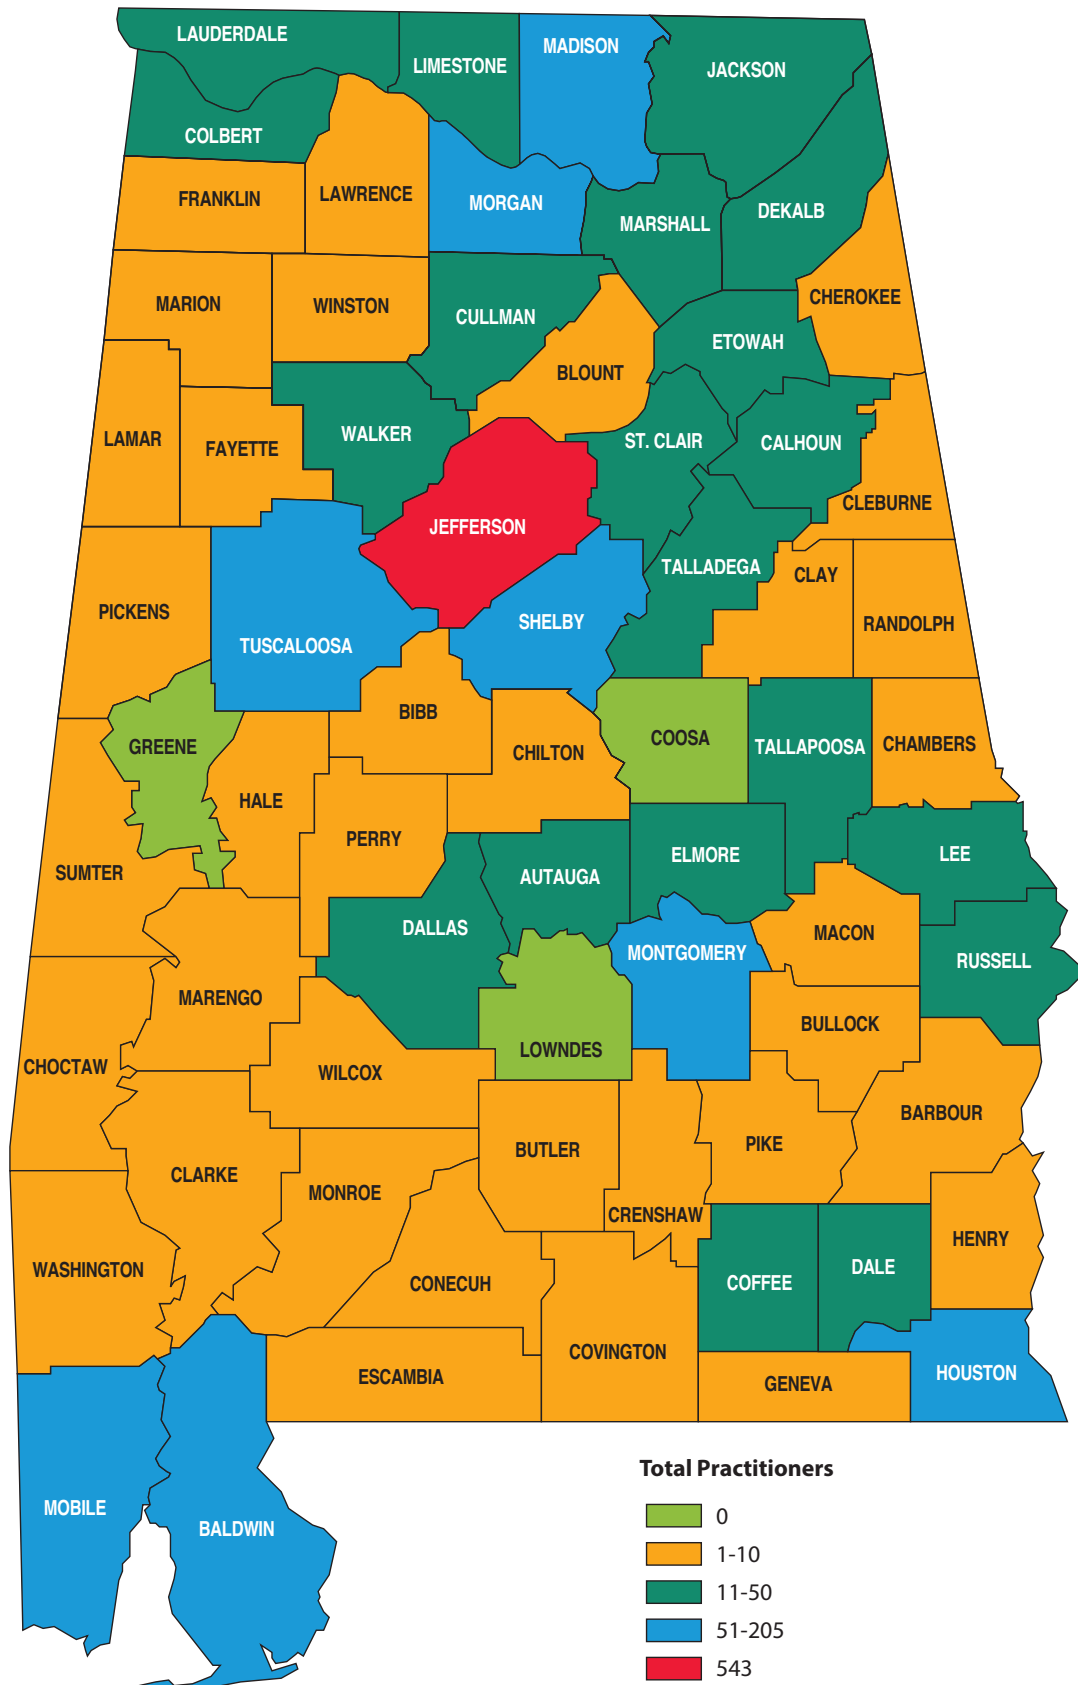 LAUDERDALE
MADISON
LIMESTONE
JACKSON
COLBERT
FRANKLIN
LAWRENCE
MORGAN
DEKALB
MARSHALL
CHEROKEE
MARION
WINSTON
CULLMAN
ETOWAH
BLOUNT
LAMAR
FAYETTE
WALKER
ST. CLAIR
CALHOUN
CLEBURNE
JEFFERSON
TALLADEGA
CLAY
PICKENS
TUSCALOOSA
SHELBY
RANDOLPH
BIBB
GREENE
CHILTON
COOSA
TALLAPOOSA
CHAMBERS
HALE
PERRY
SUMTER
AUTAUGA
ELMORE
LEE
DALLAS
MONTGOMERY
MACON
RUSSELL
MARENGO
LOWNDES
BULLOCK
CHOCTAW
WILCOX
BARBOUR
CLARKE
MONROE
BUTLER
PIKE
CRENSHAW
WASHINGTON
CONECUH
COFFEE
DALE
HENRY
ESCAMBIA
COVINGTON
GENEVA
HOUSTON
MOBILE
BALDWIN
Total Practitioners
0
1-10
11-50
51-205
543